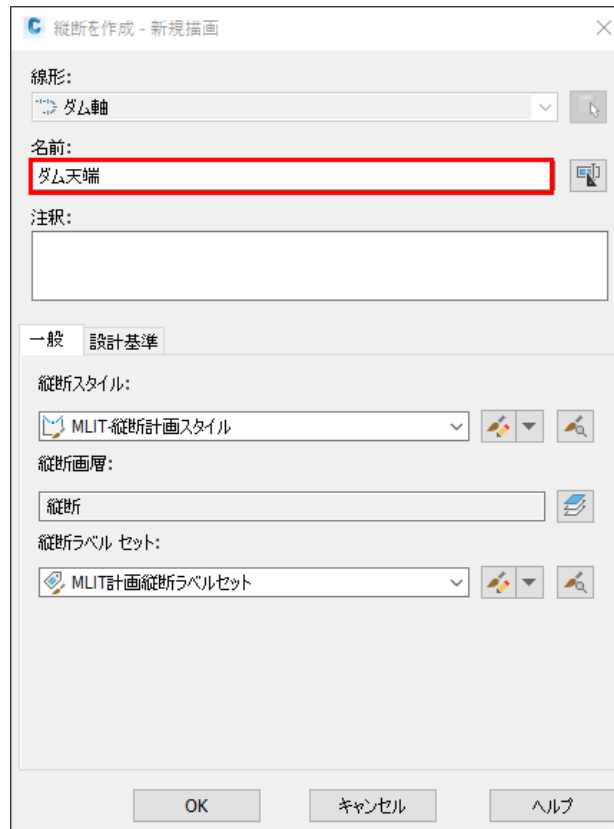 縦断を作成 - 新規描画
線形:
ダム軸
名前:
ダム天端
注釈:
一般 設計基準
縦断スタイル:
MLIT-縦断計画スタイル
縦断画層:
縦断
縦断ラベル セット:
MLIT計画縦断ラベルセット
OK キャンセル ヘルプ